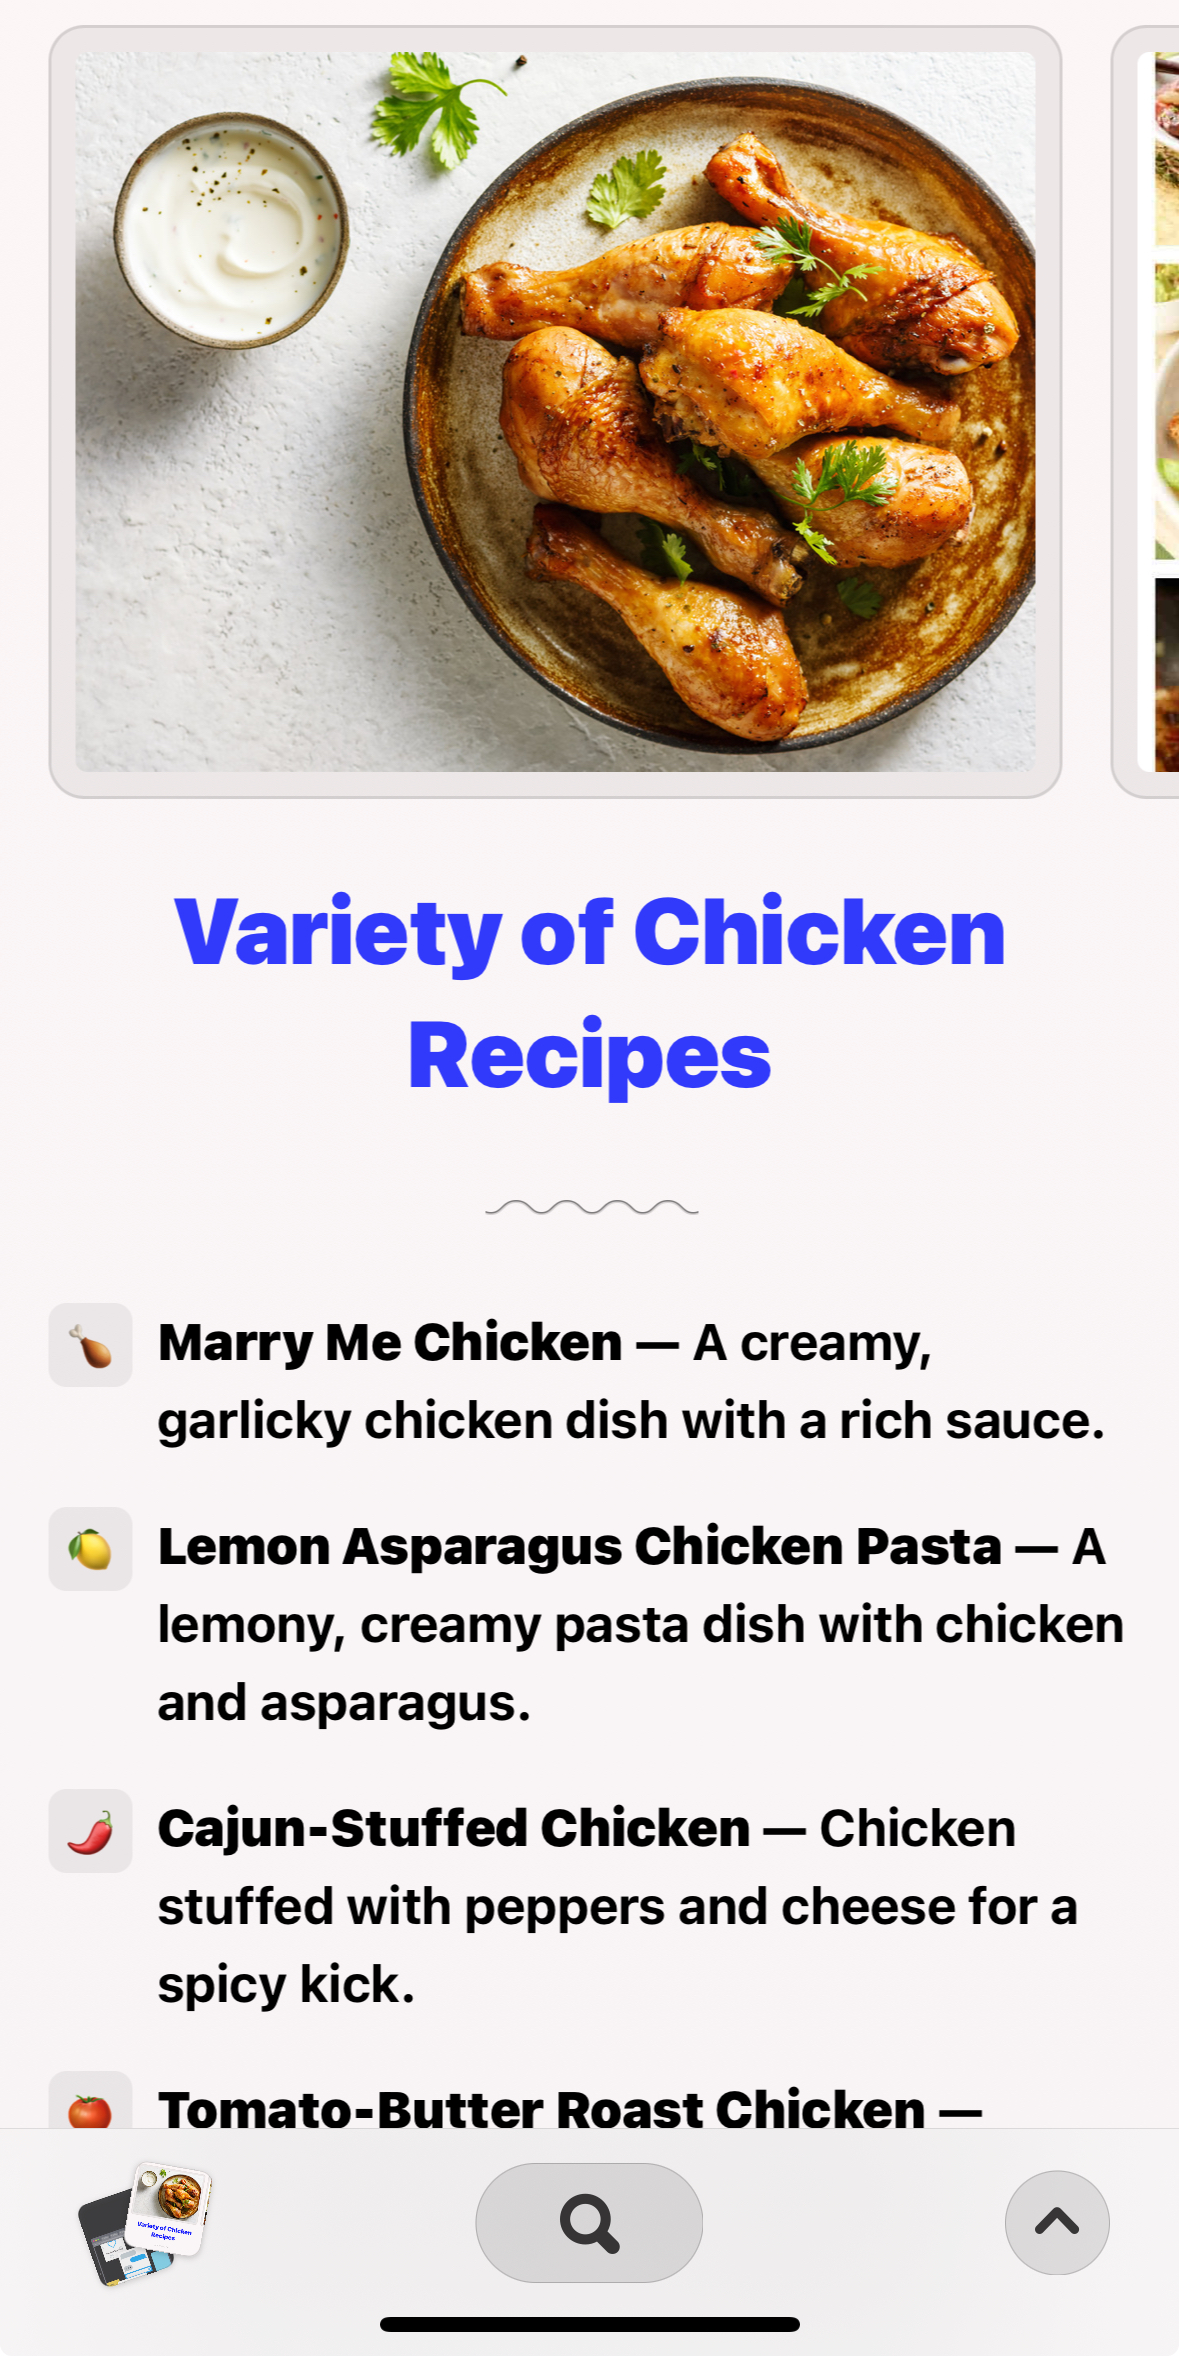 Variety of Chicken
Recipes
Marry Me Chicken — A creamy,
garlicky chicken dish with a rich sauce.
Lemon Asparagus Chicken Pasta — A
lemony, creamy pasta dish with chicken
and asparagus.
Cajun-Stuffed Chicken — Chicken
stuffed with peppers and cheese for a
spicy kick.
Tomato-Butter Roast Chicken —
Variety of Chicken
Recipes